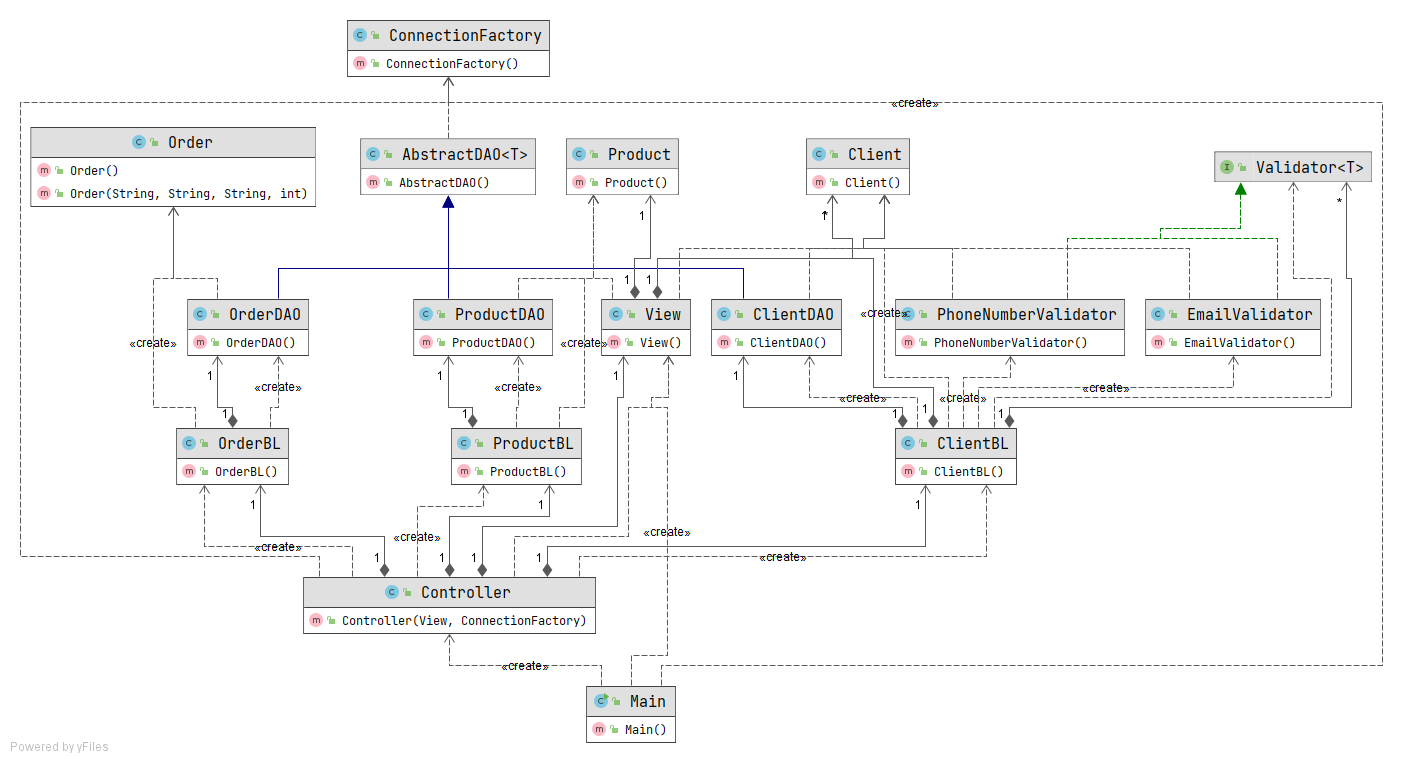 ConnectionFactory
ConnectionFactory()
«create»
Order
Order()
Order(String, String, String, int)
AbstractDAO<T>
AbstractDAO()
Product
Product()
Client
Client()
Validator<T>
1
1
*
*
1
1
OrderDAO
OrderDAO()
ProductDAO
ProductDAO()
View
View()
ClientDAO
ClientDAO()
«create»
PhoneNumberValidator
PhoneNumberValidator()
EmailValidator
EmailValidator()
«create»
«create»
1
«create»
1
«create»
1
1
«create»
«create»
«create»
1
1
1
1
1
OrderBL
OrderBL()
ProductBL
ProductBL()
ClientBL
ClientBL()
1
1
1
«create»
«create»
«create»
«create»
1
1
1
1
Controller
Controller(View, ConnectionFactory)
«create»
Main
Main()
Powered by yFiles